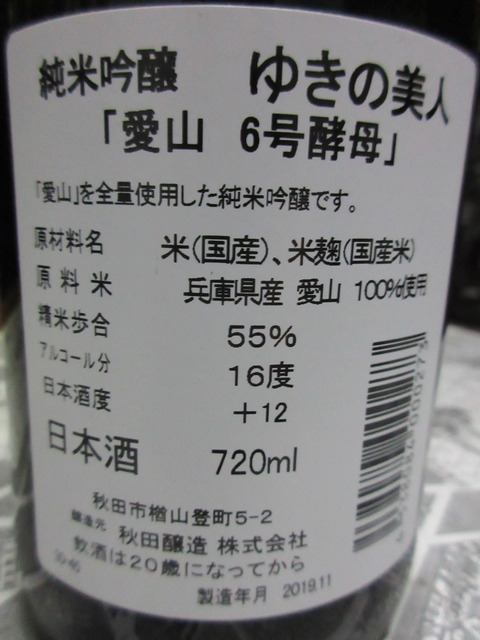 純米吟醸 ゆきの美人
「愛山 6号酵母」
「愛山」を全量使用した純米吟醸です。
原材料名 米(国産)、米麹(国産米)
原料米 兵庫県産 愛山 100%使用
精米歩合 55%
アルコール分 16度
日本酒度 +12
日本酒 720ml
秋田市楢山登町5-2
醸造元 秋田醸造 株式会社
飲酒は20歳になってから
製造年月 2019.11